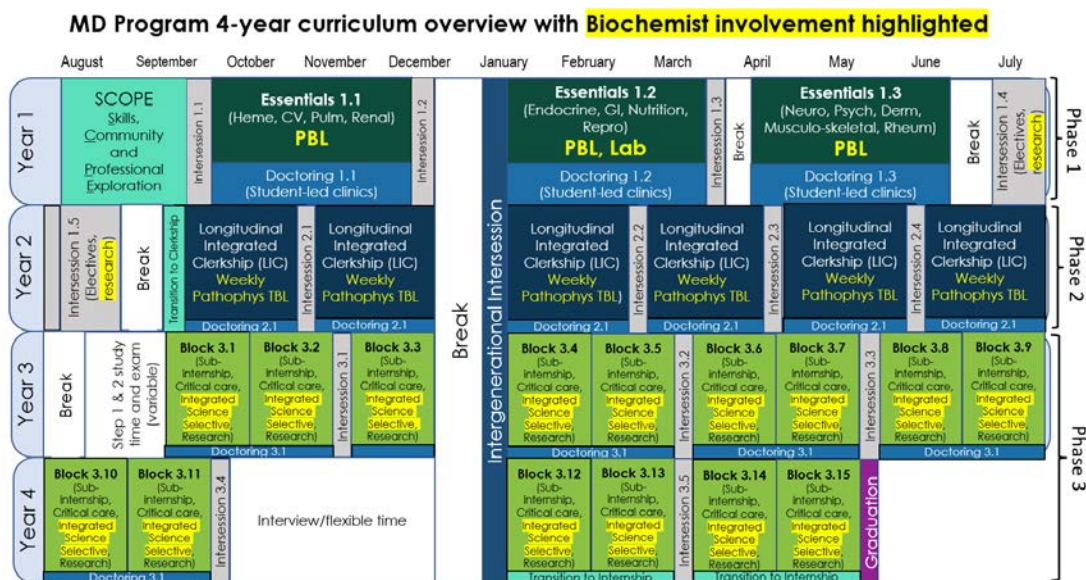 MD Program 4-year curriculum overview with Biochemist involvement highlighted
August September October November December January February March April May June July
Year 1
SCOPE
Skills,
Community
and
Professional
Exploration
Intersession 1.1
Essentials 1.1
(Heme, CV, Pulm, Renal)
PBL
Doctoring 1.1
(Student-led clinics)
Intersession 1.2
Break
Intergenerational Intersession
Essentials 1.2
(Endocrine, GI, Nutrition,
Repro)
PBL, Lab
Doctoring 1.2
(Student-led clinics)
Intersession 1.3
Break
Essentials 1.3
(Neuro, Psych, Derm,
Musculo-skeletal, Rheum)
PBL
Doctoring 1.3
(Student-led clinics)
Break
Intersession 1.4
(Electives,
research)
Phase 1
Year 2
Intersession 1.5
(Electives,
research)
Break
Transition to Clerkship
Longitudinal
Integrated
Clerkship (LIC)
Weekly
Pathophys TBL
Doctoring 2.1
Intersession 2.1
Longitudinal
Integrated
Clerkship (LIC)
Weekly
Pathophys TBL
Doctoring 2.1
Longitudinal
Integrated
Clerkship (LIC)
Weekly
Pathophys TBL)
Doctoring 2.1
Intersession 2.2
Longitudinal
Integrated
Clerkship (LIC)
Weekly
Pathophys TBL
Doctoring 2.1
Intersession 2.3
Longitudinal
Integrated
Clerkship (LIC)
Weekly
Pathophys TBL
Doctoring 2.1
Intersession 2.4
Longitudinal
Integrated
Clerkship (LIC)
Weekly
Pathophys TBL
Doctoring 2.1
Phase 2
Year 3
Break
Step 1 & 2 study
time and exam
(variable)
Block 3.1
(Sub-
internship,
Critical care,
Integrated
Science
Selective,
Research)
Block 3.2
(Sub-
internship,
Critical care,
Integrated
Science
Selective,
Research)
Doctoring 3.1
Intersession 3.1
Block 3.3
(Sub-
internship,
Critical care,
Integrated
Science
Selective,
Research)
Block 3.4
(Sub-
internship,
Critical care,
Integrated
Science
Selective,
Research)
Block 3.5
(Sub-
internship,
Critical care,
Integrated
Science
Selective,
Research)
Doctoring 3.1
Intersession 3.2
Block 3.6
(Sub-
internship,
Critical care,
Integrated
Science
Selective,
Research)
Block 3.7
(Sub-
internship,
Critical care,
Integrated
Science
Selective,
Research)
Doctoring 3.1
Intersession 3.3
Block 3.8
(Sub-
internship,
Critical care,
Integrated
Science
Selective,
Research)
Block 3.9
(Sub-
internship,
Critical care,
Integrated
Science
Selective,
Research)
Doctoring 3.1
Phase 3
Year 4
Block 3.10
(Sub-
internship,
Critical care,
Integrated
Science
Selective,
Research)
Block 3.11
(Sub-
internship,
Critical care,
Integrated
Science
Selective,
Research)
Doctoring 3.1
Intersession 3.4
Interview/flexible time
Block 3.12
(Sub-
internship,
Critical care,
Integrated
Science
Selective,
Research)
Block 3.13
(Sub-
internship,
Critical care,
Integrated
Science
Selective,
Research)
Transition to Internship
Intersession 3.5
Block 3.14
(Sub-
internship,
Critical care,
Integrated
Science
Selective,
Research)
Block 3.15
(Sub-
internship,
Critical care,
Integrated
Science
Selective,
Research)
Transition to Internship
Graduation